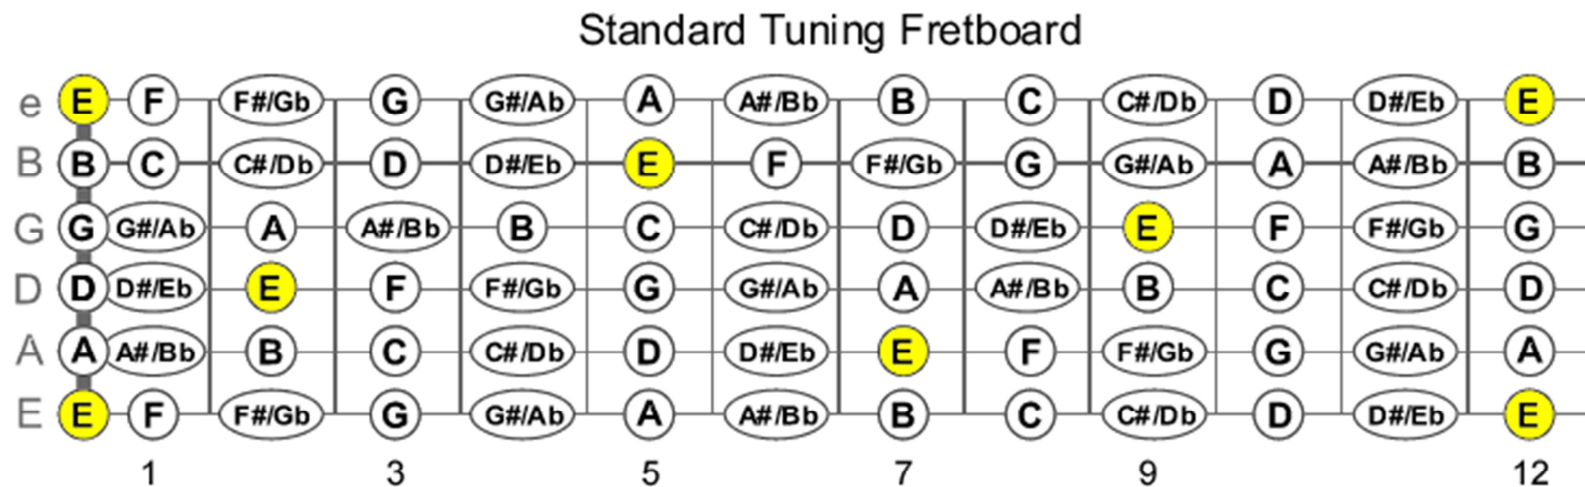 Standard Tuning Fretboard
e E F F#/Gb G G#/Ab A A#/Bb B C C#/Db D D#/Eb E
B B C C#/Db D D#/Eb E F F#/Gb G G#/Ab A A#/Bb B
G G G#/Ab A A#/Bb B C C#/Db D D#/Eb E F F#/Gb G
D D D#/Eb E F F#/Gb G G#/Ab A A#/Bb B C C#/Db D
A A A#/Bb B C C#/Db D D#/Eb E F F#/Gb G G#/Ab A
E E F F#/Gb G G#/Ab A A#/Bb B C C#/Db D D#/Eb E
1 3 5 7 9 12